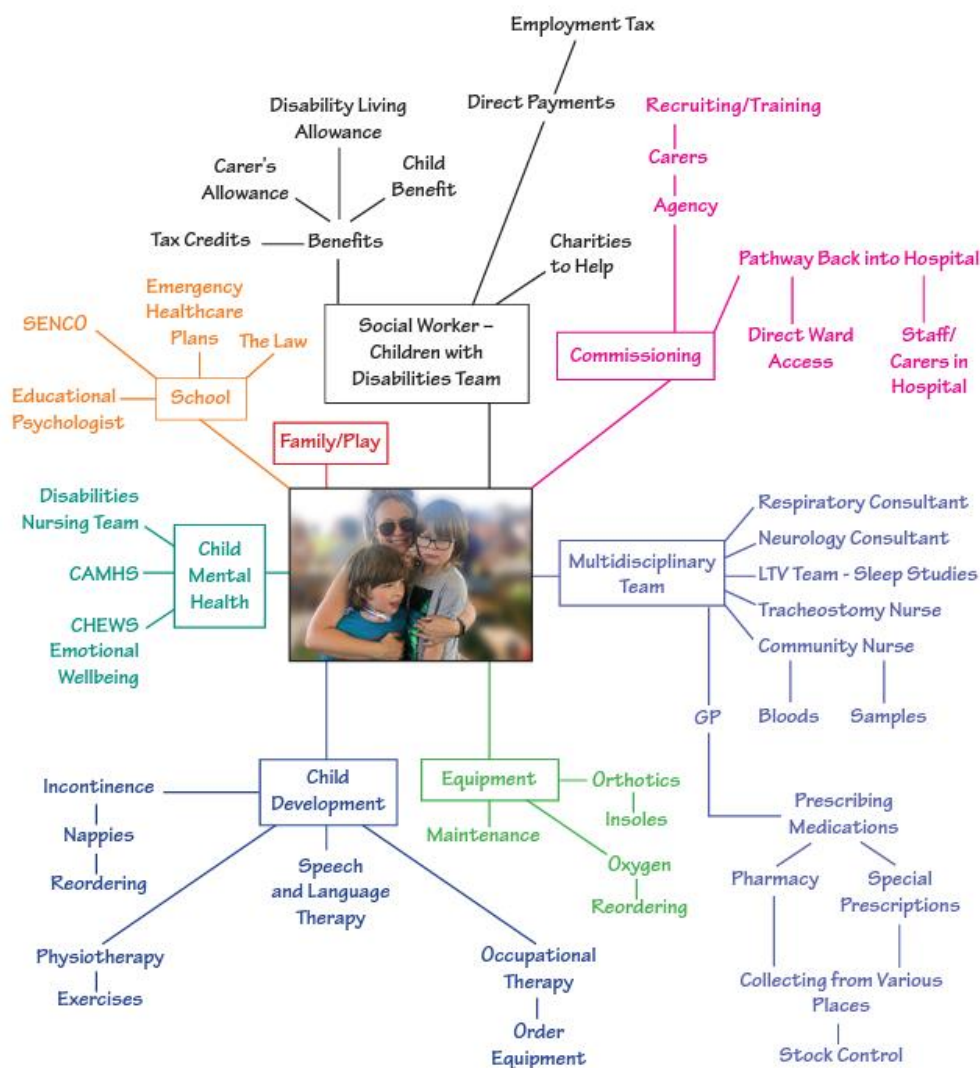 Employment Tax
Direct Payments
Disability Living
Allowance
Carer's
Allowance
Child
Benefit
Tax Credits
Benefits
Charities
to Help
Social Worker –
Children with
Disabilities Team
Recruiting/Training
Carers
Agency
Commissioning
Pathway Back into Hospital
Direct Ward
Access
Staff/
Carers in
Hospital
SENCO
Emergency
Healthcare
Plans
The Law
Educational
Psychologist
School
Family/Play
Disabilities
Nursing Team
CAMHS
CHEWS
Emotional
Wellbeing
Child
Mental
Health
Multidisciplinary
Team
Respiratory Consultant
Neurology Consultant
LTV Team - Sleep Studies
Tracheostomy Nurse
Community Nurse
Bloods
Samples
GP
Prescribing
Medications
Pharmacy
Special
Prescriptions
Collecting from Various
Places
Stock Control
Child
Development
Incontinence
Nappies
Reordering
Speech
and Language
Therapy
Physiotherapy
Exercises
Occupational
Therapy
Order
Equipment
Equipment
Maintenance
Orthotics
Insoles
Oxygen
Reordering